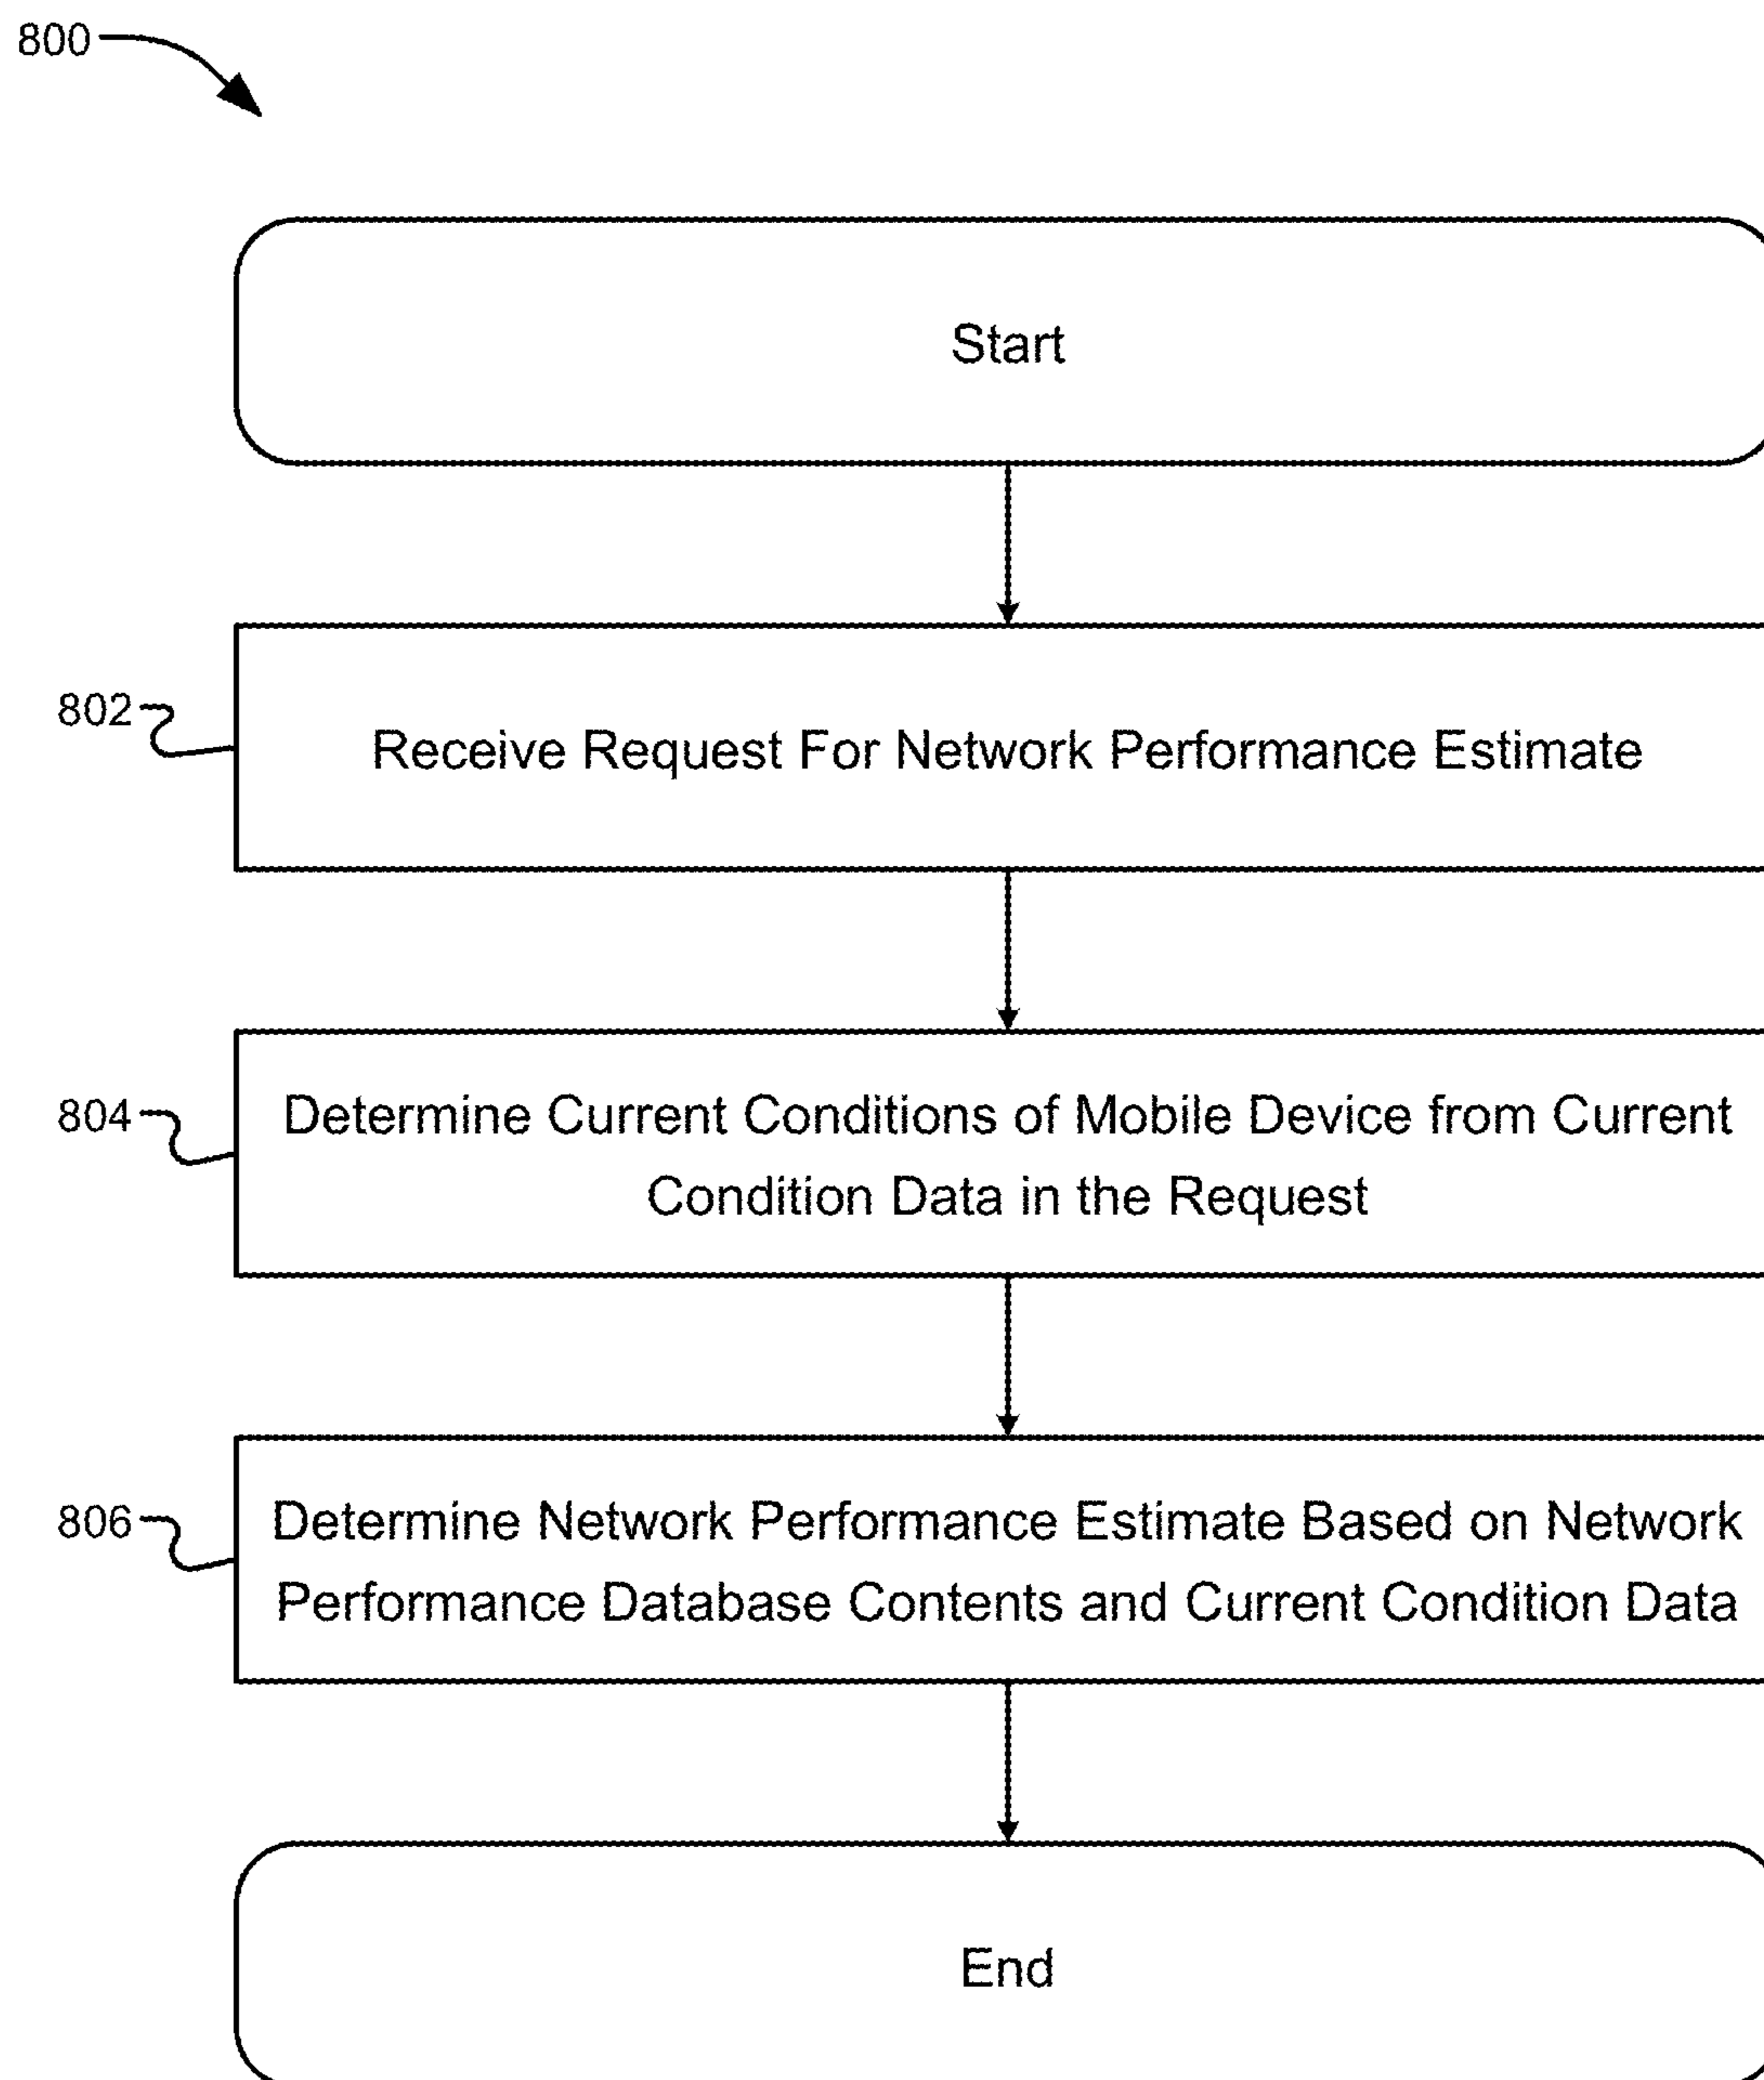 800
Start
802
Receive Request For Network Performance Estimate
804
Determine Current Conditions of Mobile Device from Current
Condition Data in the Request
806
Determine Network Performance Estimate Based on Network
Performance Database Contents and Current Condition Data
End